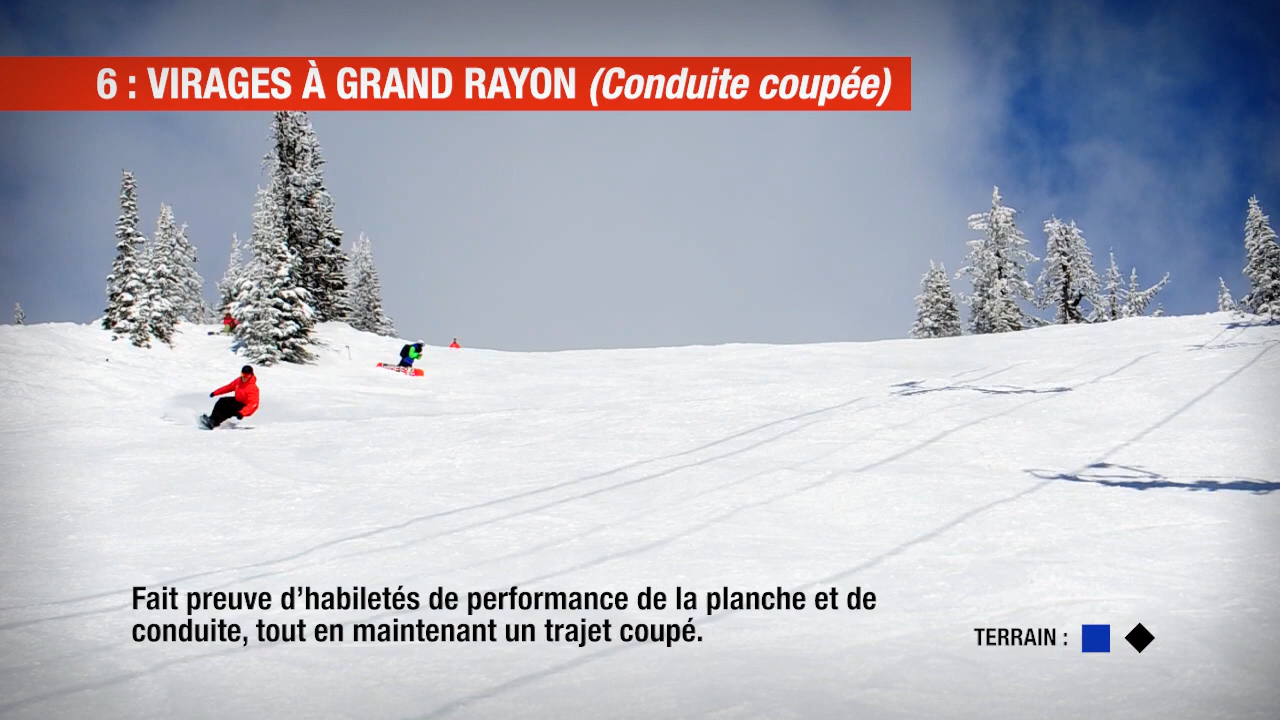 6 : VIRAGES À GRAND RAYON (Conduite coupée)
Fait preuve d’habiletés de performance de la planche et de
conduite, tout en maintenant un trajet coupé.
TERRAIN :